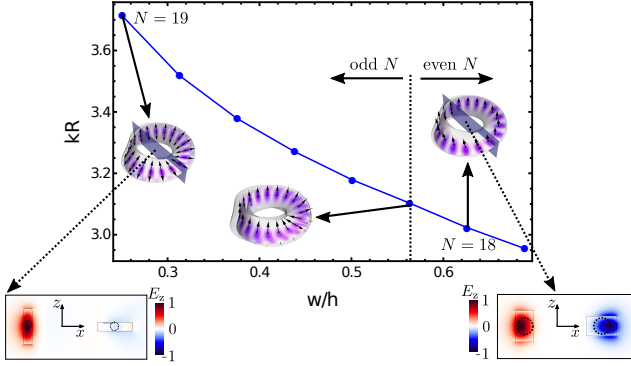 3.6
3.4
3.2
3.0
kR
N = 19
odd N
even N
N = 18
0.3
0.4
0.5
0.6
w/h
z
x
E_z
1
0
-1
z
x
E_z
1
0
-1